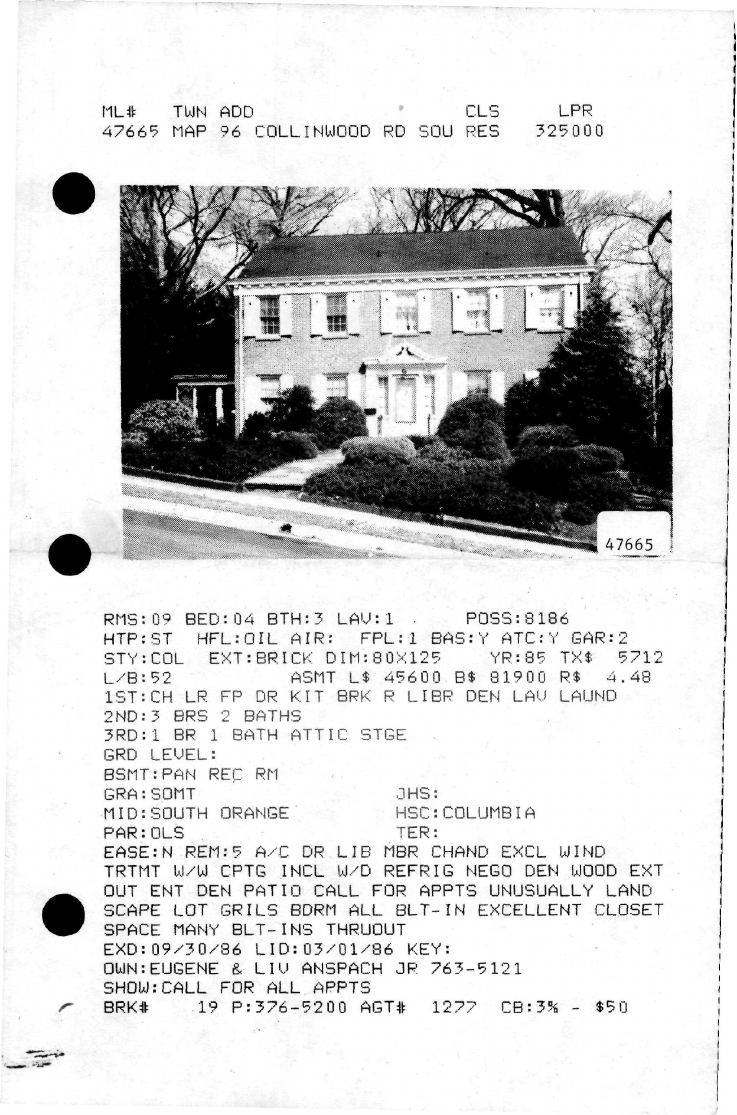 ML# TWN ADD CLS LPR
47665 MAP 96 COLLINWOOD RD SOU RES 325000
47665
RMS:09 BED:04 BTH:3 LAV:1 POSS:8186
HTP:ST HFL:OIL AIR: FPL:1 BAS:Y ATC:Y GAR:2
STY:COL EXT:BRICK DIM:80X125 YR:85 TX$ 5712
L/B:52 ASMT L$ 45600 B$ 81900 R$ 4.48
1ST:CH LR FP DR KIT BRK R LIBR DEN LAV LAUND
2ND:3 BRS 2 BATHS
3RD:1 BR 1 BATH ATTIC STGE
GRD LEVEL:
BSMT:PAN REC RM
GRA:SOMT JHS:
MID:SOUTH ORANGE HSC:COLUMBIA
PAR:OLS TER:
EASE:N REM:5 A/C DR LIB MBR CHAND EXCL WIND
TRTMT W/W CPTG INCL W/D REFRIG NEGO DEN WOOD EXT
OUT ENT DEN PATIO CALL FOR APPTS UNUSUALLY LAND
SCAPE LOT GRILS BDRM ALL BLT-IN EXCELLENT CLOSET
SPACE MANY BLT-INS THRUOUT
EXD:09/30/86 LID:03/01/86 KEY:
OWN:EUGENE & LIV ANSPACH JR 763-5121
SHOW:CALL FOR ALL APPTS
BRK# 19 P:376-5200 AGT# 1277 CB:3% - $50